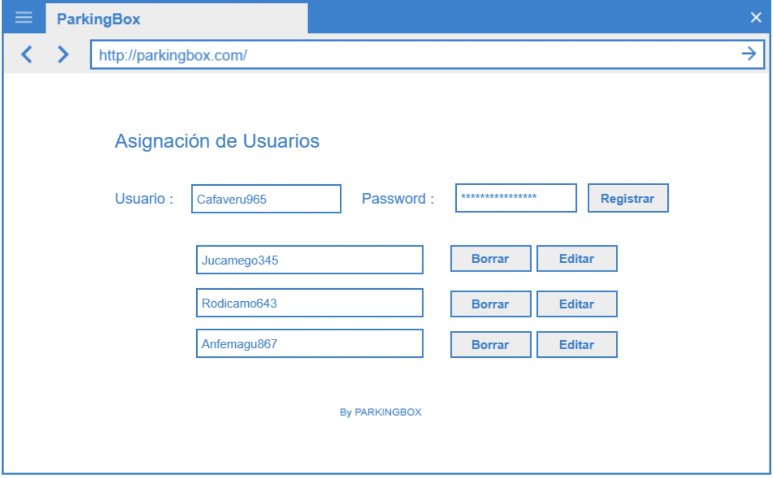 ParkingBox
http://parkingbox.com/
Asignación de Usuarios
Usuario : Cafaveru965 Password : **************** Registrar
Jucamego345 Borrar Editar
Rodicamo643 Borrar Editar
Anfemagu867 Borrar Editar
By PARKINGBOX